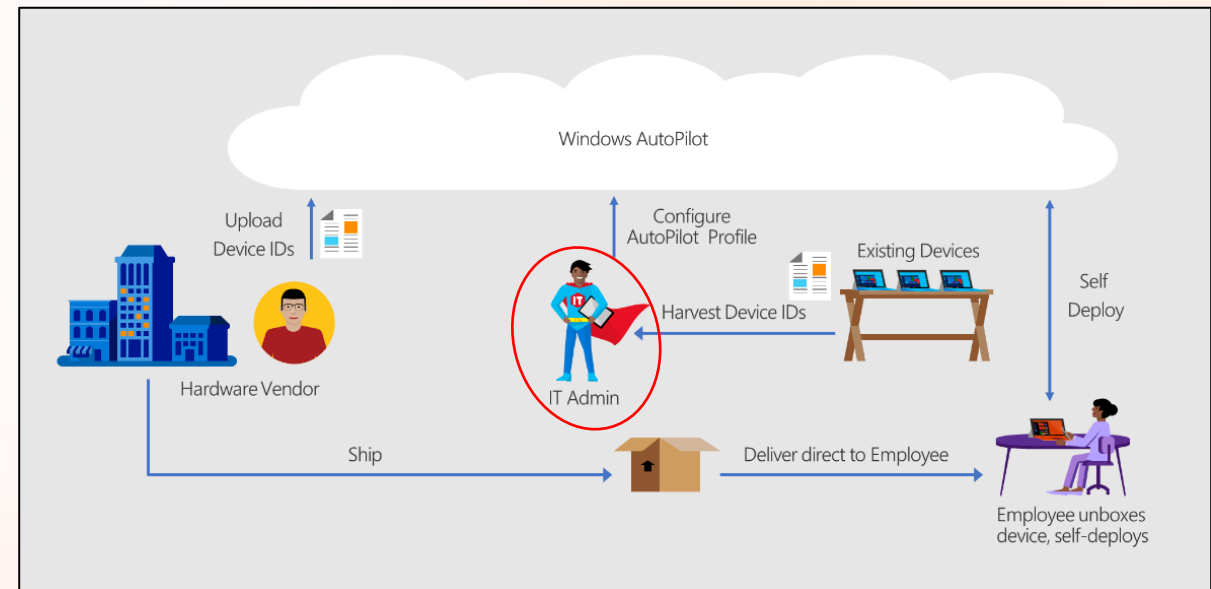 Windows AutoPilot
Upload
Device IDs
Configure
AutoPilot Profile
Existing Devices
Self
Deploy
IT
Harvest Device IDs
Hardware Vendor
IT Admin
Ship
Deliver direct to Employee
Employee unboxes
device, self-deploys